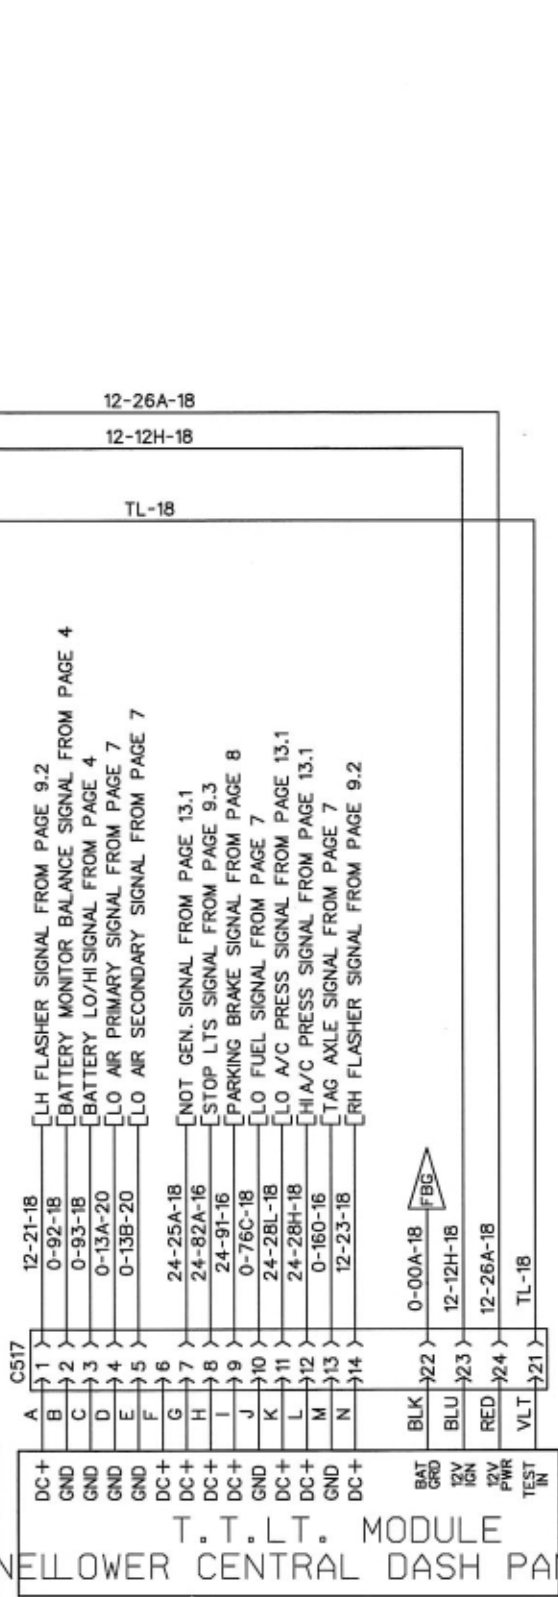 12-26A-18
12-12H-18
TL-18
LH FLASHER SIGNAL FROM PAGE 9.2
BATTERY MONITOR BALANCE SIGNAL FROM PAGE 4
BATTERY LO/HI SIGNAL FROM PAGE 4
LO AIR PRIMARY SIGNAL FROM PAGE 7
LO AIR SECONDARY SIGNAL FROM PAGE 7
NOT GEN. SIGNAL FROM PAGE 13.1
STOP LTS SIGNAL FROM PAGE 9.3
PARKING BRAKE SIGNAL FROM PAGE 8
LO FUEL SIGNAL FROM PAGE 7
LO A/C PRESS SIGNAL FROM PAGE 13.1
HI A/C PRESS SIGNAL FROM PAGE 13.1
TAG AXLE SIGNAL FROM PAGE 7
RH FLASHER SIGNAL FROM PAGE 9.2
12-21-18
0-92-18
0-93-18
0-13A-20
0-13B-20
24-25A-18
24-82A-16
24-91-16
0-76C-18
24-28L-18
24-28H-18
0-160-16
12-23-18
0-00A-18
FBG
12-12H-18
12-26A-18
TL-18
C517
1
2
3
4
5
6
7
8
9
10
11
12
13
14
22
23
24
21
A
B
C
D
E
F
G
H
I
J
K
L
M
N
BLK
BLU
RED
VLT
DC+
GND
GND
GND
GND
DC+
DC+
DC+
DC+
GND
DC+
DC+
GND
DC+
BAT GRD
12V IGN
12V PWR
TEST IN
T.T.LT. MODULE
LOWER CENTRAL DASH